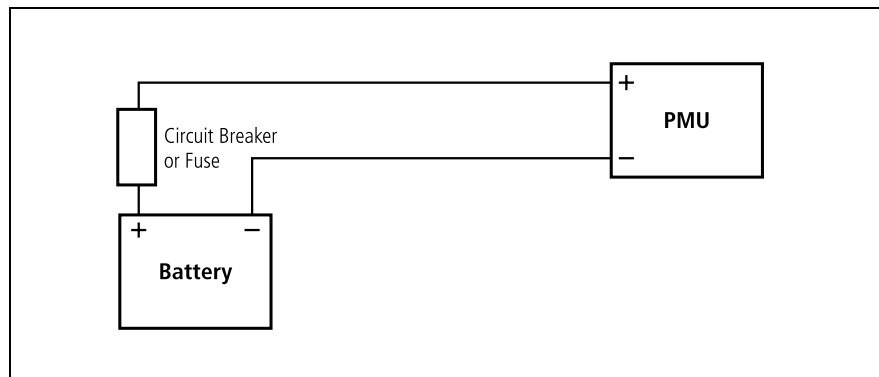 +
PMU
−
Circuit Breaker
or Fuse
+ −
Battery